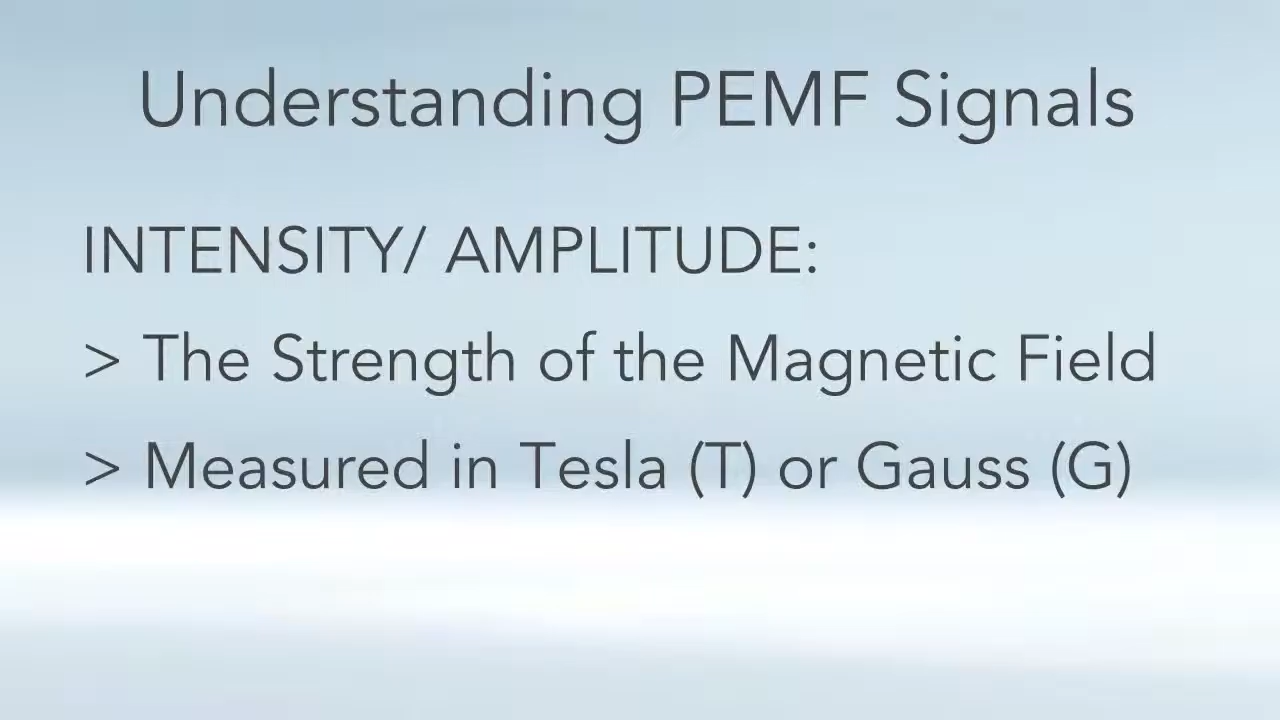 Understanding PEMF Signals
INTENSITY/ AMPLITUDE:
> The Strength of the Magnetic Field
> Measured in Tesla (T) or Gauss (G)